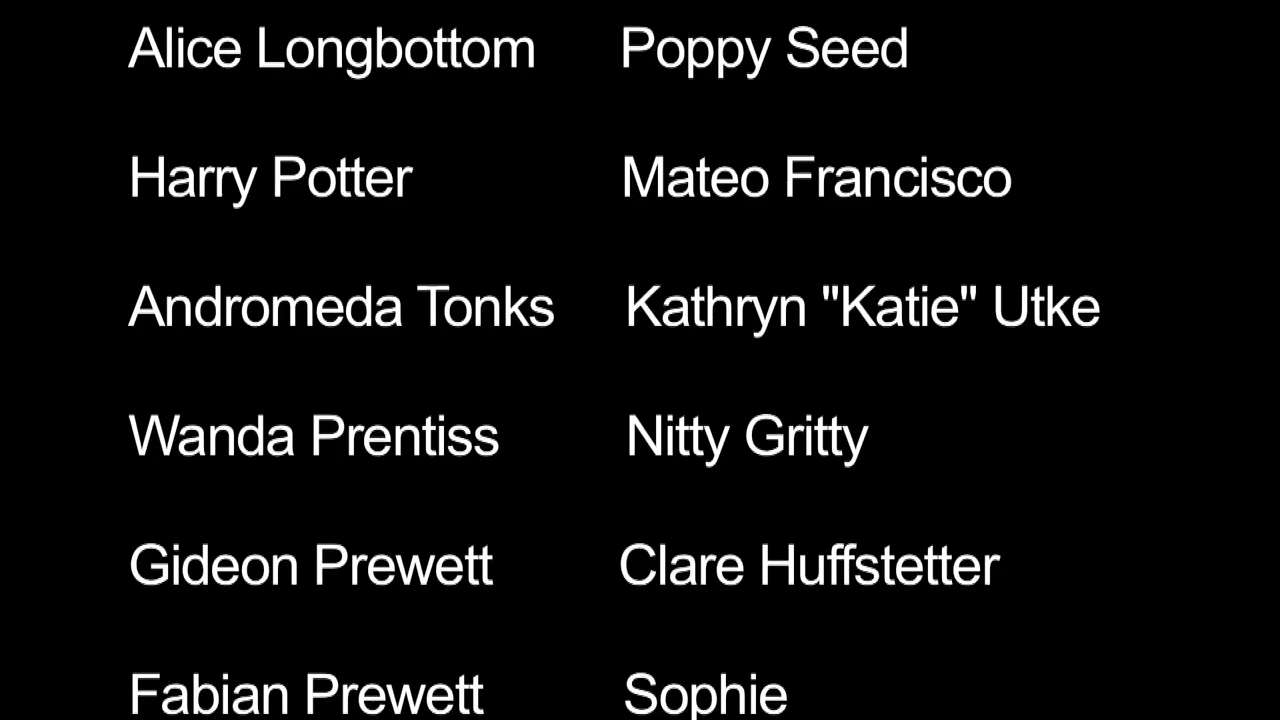 Alice Longbottom Poppy Seed
Harry Potter Mateo Francisco
Andromeda Tonks Kathryn "Katie" Utke
Wanda Prentiss Nitty Gritty
Gideon Prewett Clare Huffstetter
Fabian Prewett Sophie